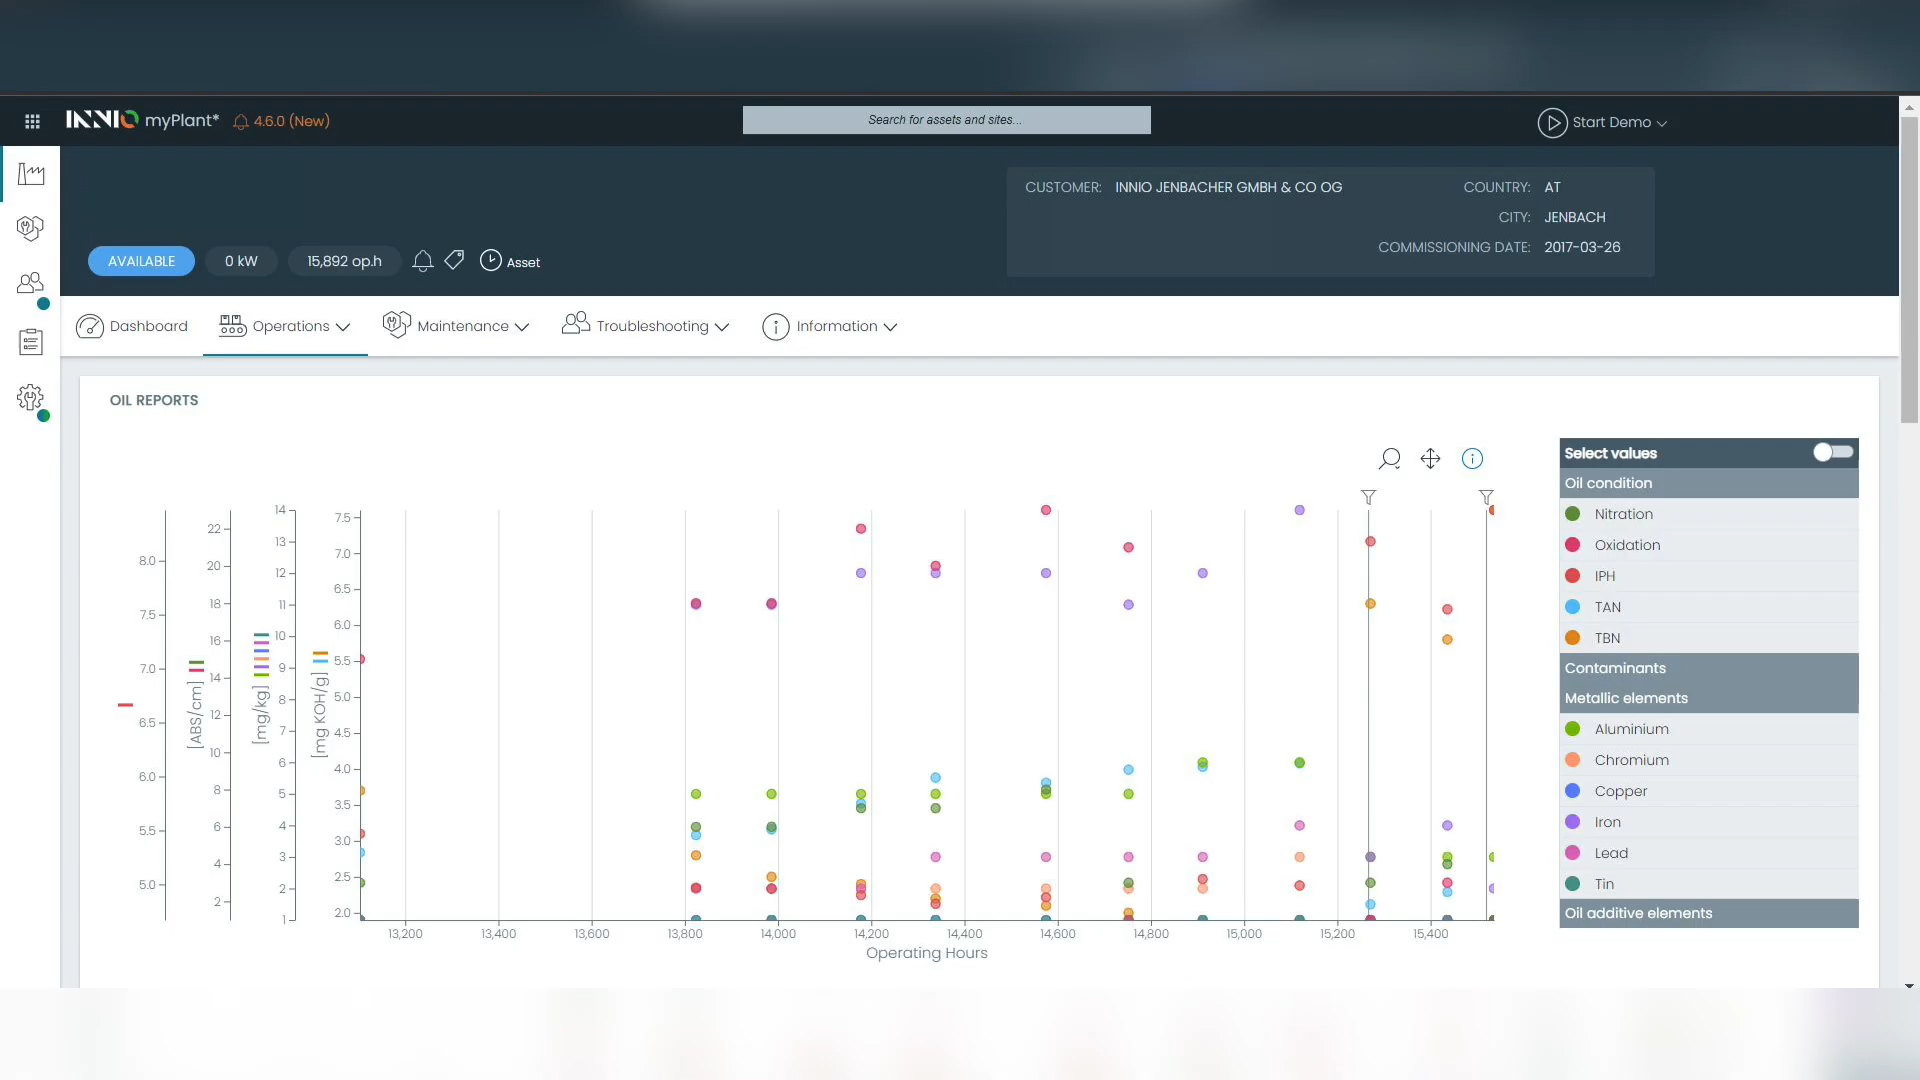 INNIO myPlant* 4.6.0 (New)
Search for assets and sites...
Start Demo
CUSTOMER: INNIO JENBACHER GMBH & CO OG
COUNTRY: AT
CITY: JENBACH
COMMISSIONING DATE: 2017-03-26
AVAILABLE 0 kW 15,892 op.h Asset
Dashboard Operations Maintenance Troubleshooting Information
OIL REPORTS
8.0
7.5
7.0
6.5
6.0
5.5
5.0
[ABS/cm]
22
20
18
16
14
12
10
8
6
4
2
[mg/kg]
14
13
12
11
10
9
8
7
6
5
4
3
2
1
[mg KOH/g]
7.5
7.0
6.5
6.0
5.5
5.0
4.5
4.0
3.5
3.0
2.5
2.0
13,200 13,400 13,600 13,800 14,000 14,200 14,400 14,600 14,800 15,000 15,200 15,400
Operating Hours
Select values
Oil condition
Nitration
Oxidation
IPH
TAN
TBN
Contaminants
Metallic elements
Aluminium
Chromium
Copper
Iron
Lead
Tin
Oil additive elements